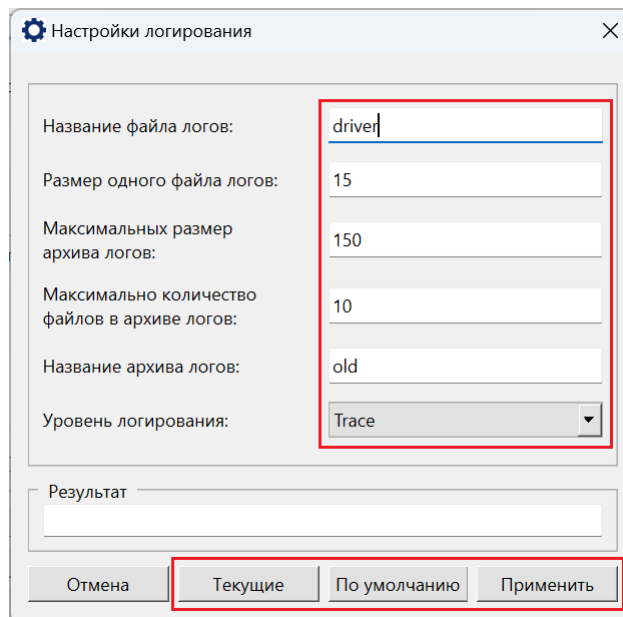 Настройки логирования
Название файла логов:
driver
Размер одного файла логов:
15
Максимальных размер
архива логов:
150
Максимально количество
файлов в архиве логов:
10
Название архива логов:
old
Уровень логирования:
Trace
Результат
Отмена
Текущие
По умолчанию
Применить